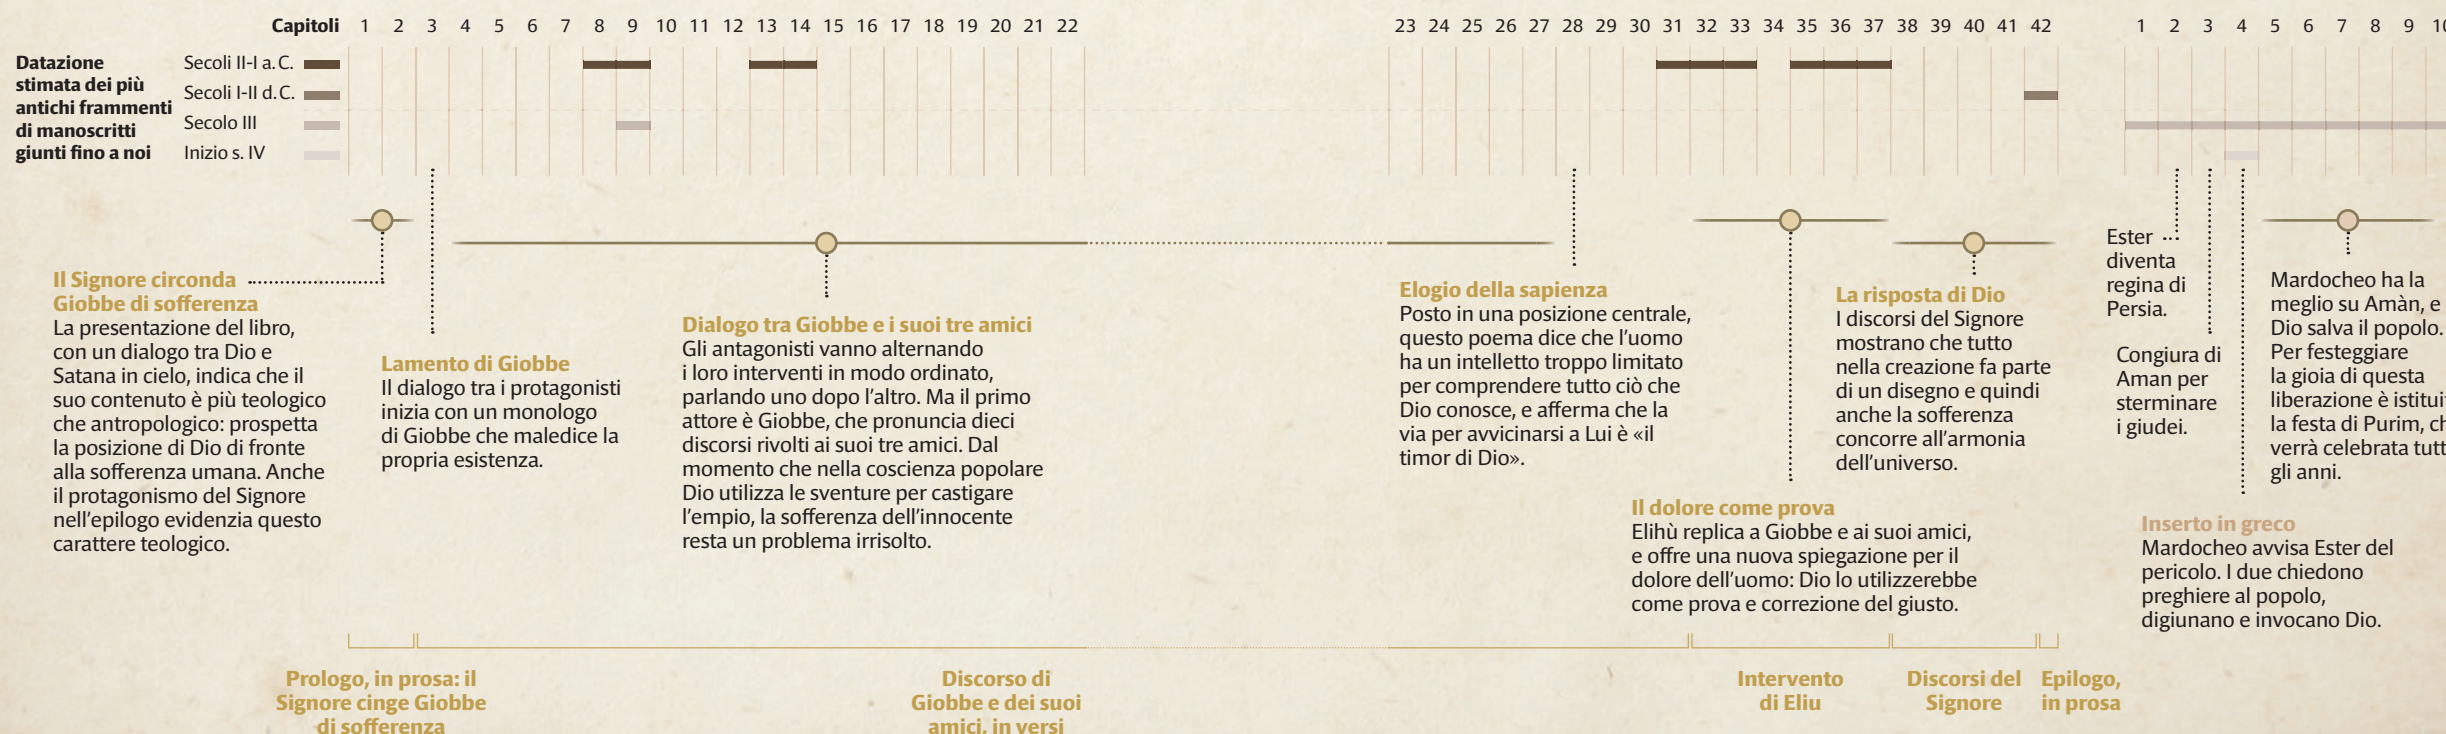 Capitoli 1 2 3 4 5 6 7 8 9 10 11 12 13 14 15 16 17 18 19 20 21 22 23 24 25 26 27 28 29 30 31 32 33 34 35 36 37 38 39 40 41 42 1 2 3 4 5 6 7 8 9
Datazione
stimata dei più
antichi frammenti
di manoscritti
giunti fino a noi
Secoli II-I a.C.
Secoli I-II d.C.
Secolo III
Inizio s. IV
Il Signore circonda
Giobbe di sofferenza
La presentazione del libro,
con un dialogo tra Dio e
Satana in cielo, indica che il
suo contenuto è più teologico
che antropologico: prospetta
la posizione di Dio di fronte
alla sofferenza umana. Anche
il protagonismo del Signore
nell'epilogo evidenzia questo
carattere teologico.
Lamento di Giobbe
Il dialogo tra i protagonisti
inizia con un monologo
di Giobbe che maledice la
propria esistenza.
Dialogo tra Giobbe e i suoi tre amici
Gli antagonisti vanno alternando
i loro interventi in modo ordinato,
parlando uno dopo l'altro. Ma il primo
attore è Giobbe, che pronuncia dieci
discorsi rivolti ai suoi tre amici. Dal
momento che nella coscienza popolare
Dio utilizza le sventure per castigare
l'empio, la sofferenza dell'innocente
resta un problema irrisolto.
Elogio della sapienza
Posto in una posizione centrale,
questo poema dice che l'uomo
ha un intelletto troppo limitato
per comprendere tutto ciò che
Dio conosce, e afferma che la
via per avvicinarsi a Lui è «il
timor di Dio».
Il dolore come prova
Elihù replica a Giobbe e ai suoi amici,
e offre una nuova spiegazione per il
dolore dell'uomo: Dio lo utilizzerebbe
come prova e correzione del giusto.
La risposta di Dio
I discorsi del Signore
mostrano che tutto
nella creazione fa parte
di un disegno e quindi
anche la sofferenza
concorre all'armonia
dell'universo.
Ester
diventa
regina di
Persia.
Congiura di
Aman per
sterminare
i giudei.
Inserto in greco
Mardocheo avvisa Ester del
pericolo. I due chiedono
preghiere al popolo,
digiunano e invocano Dio.
Mardocheo ha la
meglio su Amàn, e
Dio salva il popolo.
Per festeggiare
la gioia di questa
liberazione è
la festa di Purim,
verrà celebrata
gli anni.
Prologo, in prosa: il
Signore cinge Giobbe
di sofferenza
Discorso di
Giobbe e dei suoi
amici, in versi
Intervento
di Eliu
Discorsi del
Signore
Epilogo,
in prosa